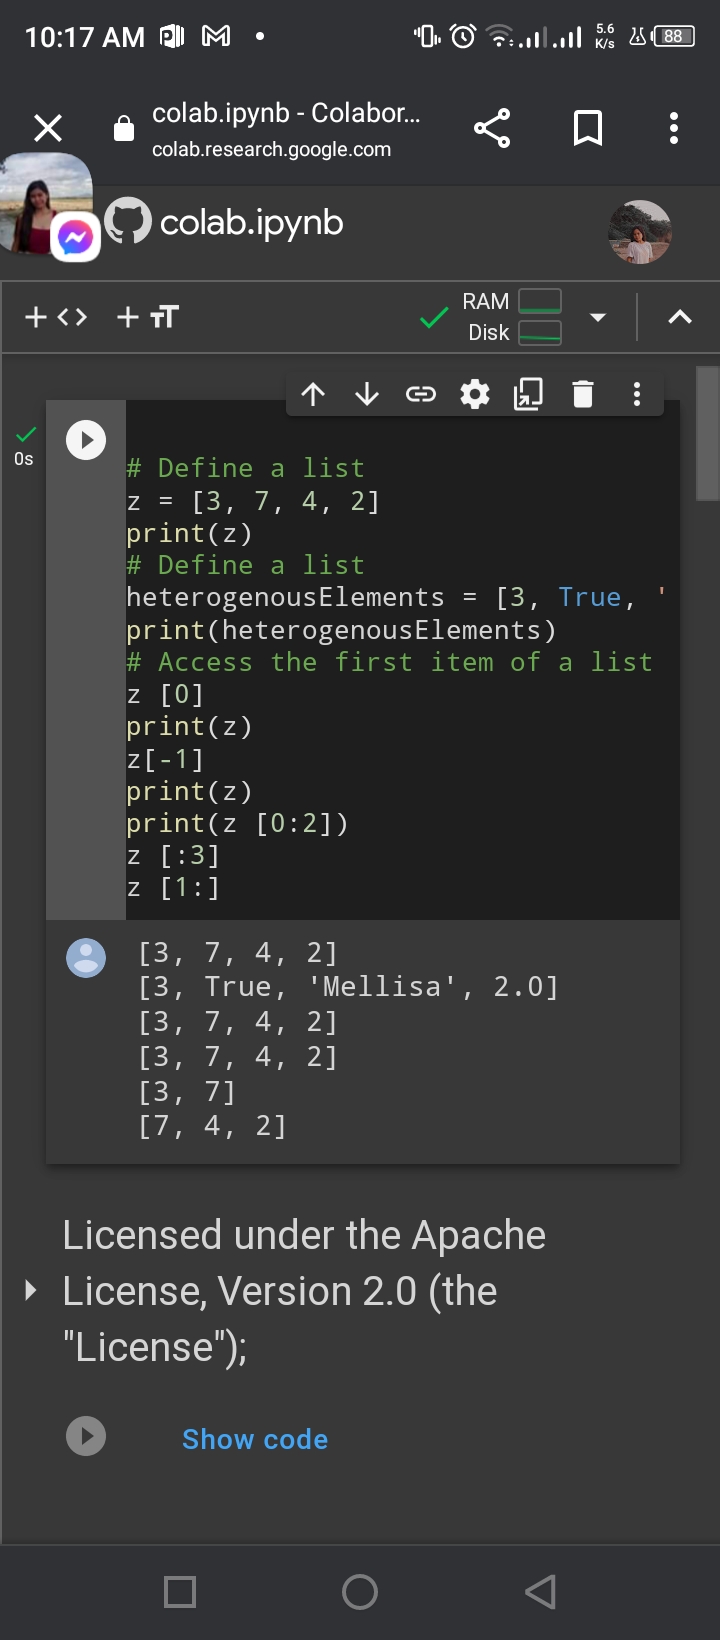 10:17 AM
5.6
K/s
88
colab.ipynb - Colabor...
colab.research.google.com
colab.ipynb
RAM
Disk
0s
# Define a list
z = [3, 7, 4, 2]
print(z)
# Define a list
heterogenousElements = [3, True, '
print(heterogenousElements)
# Access the first item of a list
z [0]
print(z)
z[-1]
print(z)
print(z [0:2])
z [:3]
z [1:]
[3, 7, 4, 2]
[3, True, 'Mellisa', 2.0]
[3, 7, 4, 2]
[3, 7, 4, 2]
[3, 7]
[7, 4, 2]
Licensed under the Apache
License, Version 2.0 (the
"License");
Show code